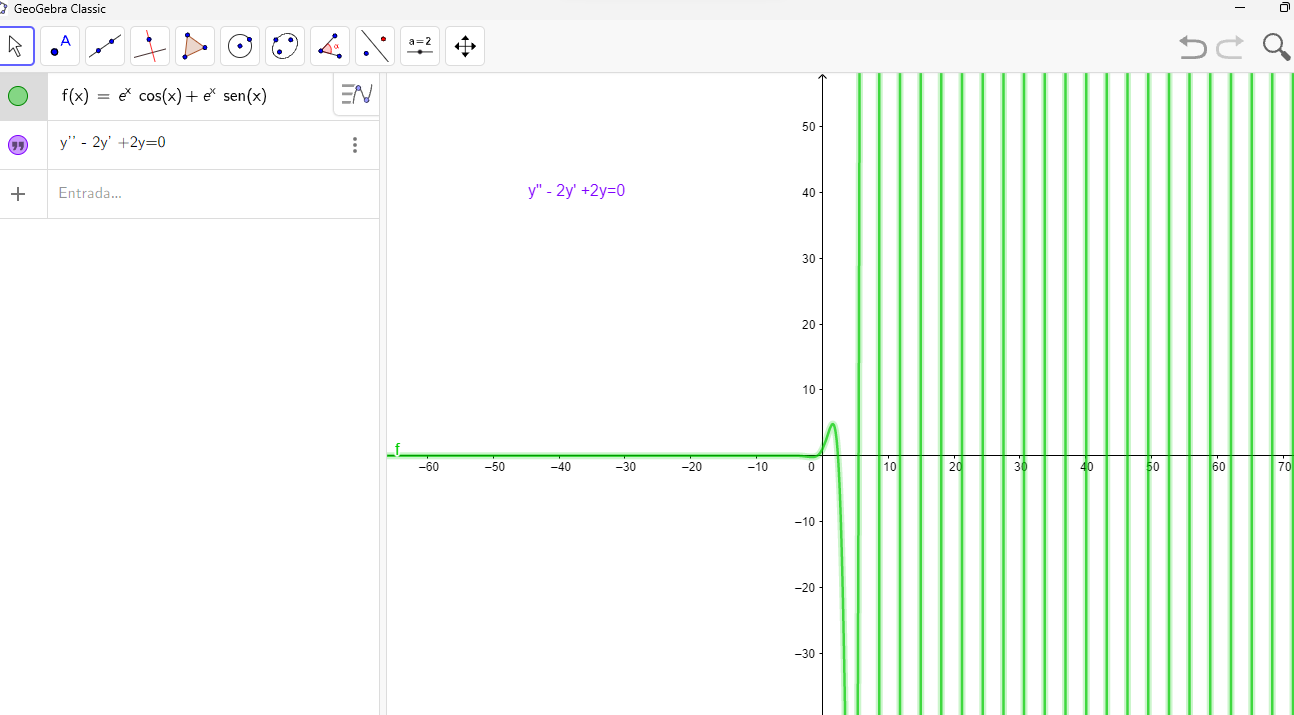 GeoGebra Classic
A
α
a=2
f(x) = eˣ cos(x) + eˣ sen(x)
y'' - 2y' +2y=0
Entrada...
y'' - 2y' +2y=0
f
50
40
30
20
10
−60 −50 −40 −30 −20 −10 0 10 20 30 40 50 60 70
−10
−20
−30